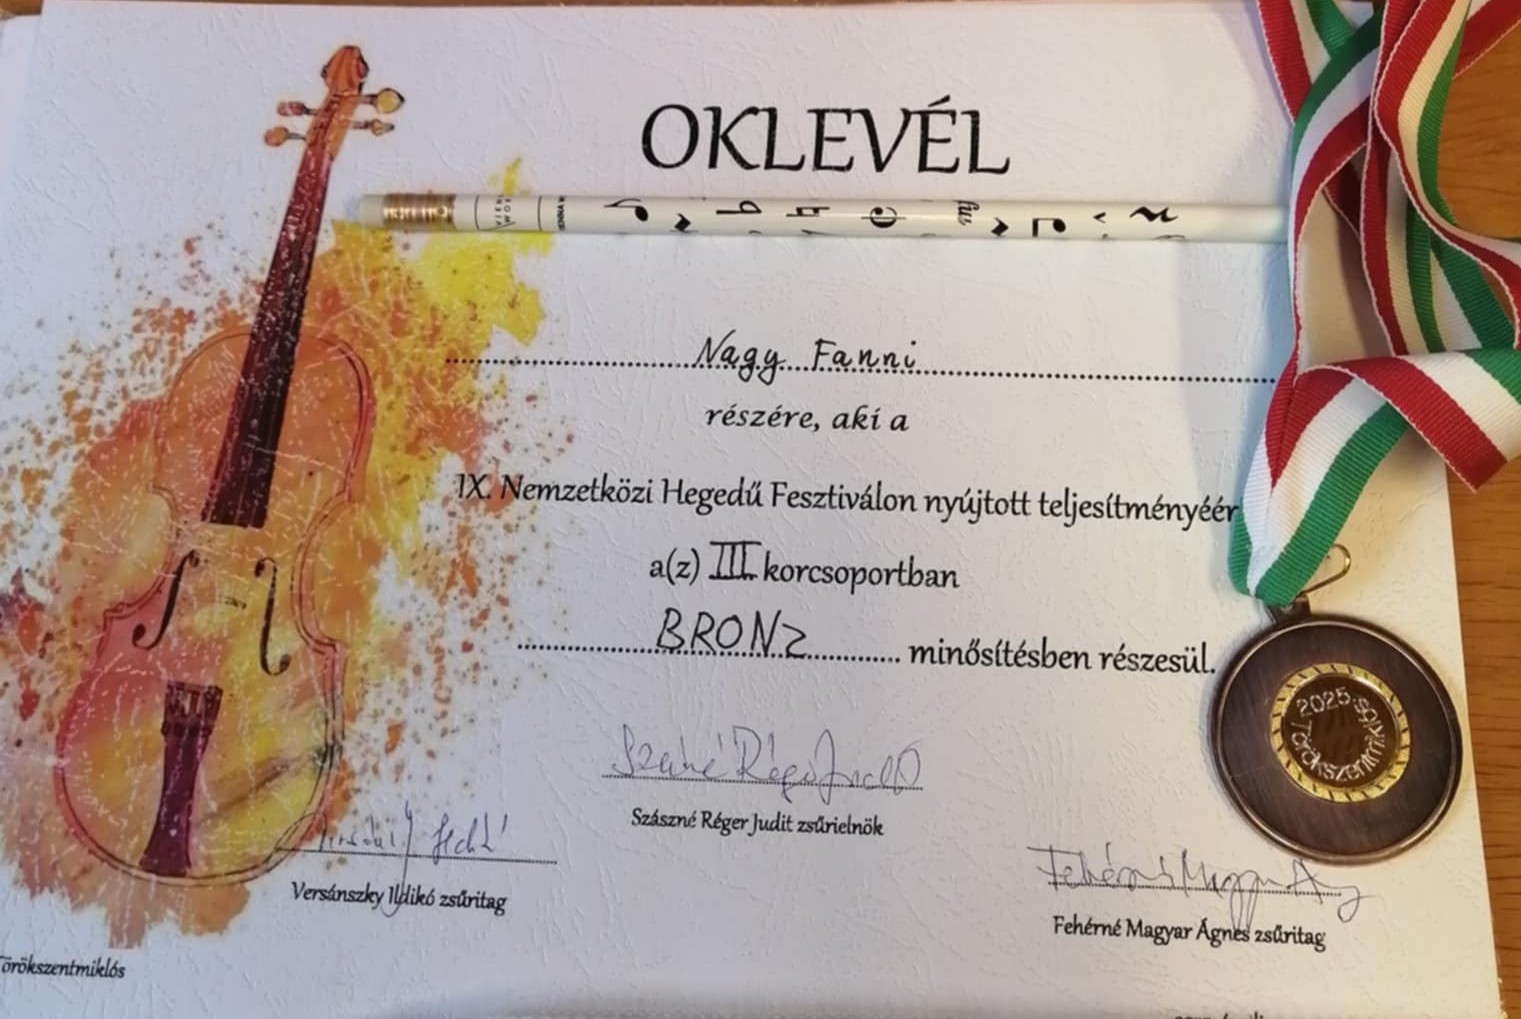 OKLEVÉL
Nagy Fanni
részére, aki a
IX. Nemzetközi Hegedű Fesztiválon nyújtott teljesítményéér
a(z) III. korcsoportban
BRONZ minősítésben részesül.
Szászné Réger Judit zsűrielnök
Versánszky Ildikó zsűritag
Fehérné Magyar Ágnes zsűritag
Törökszentmiklós
2025
Törökszentmiklós